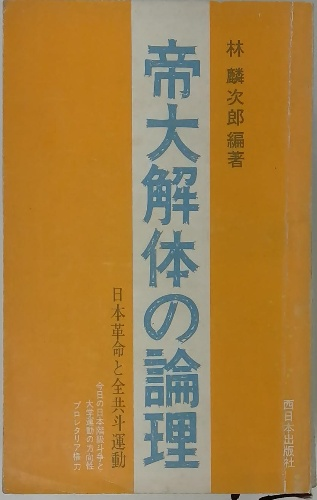 林 麟次郎編著
帝大解体の論理
日本革命と全共斗運動
今日の日本階級斗争と
大学運動の方向性
プロレタリア権力
西日本出版社